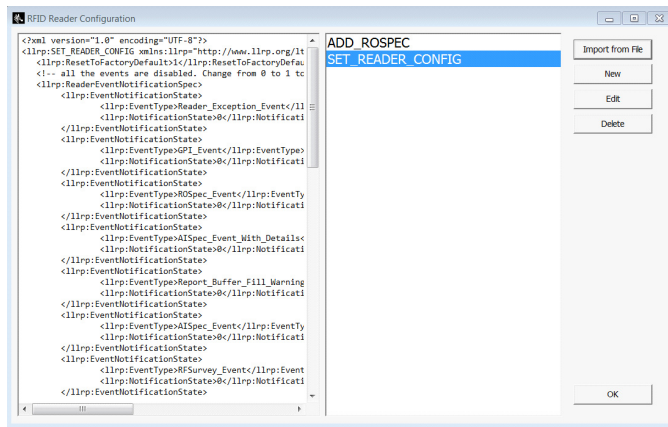 RFID Reader Configuration
<?xml version="1.0" encoding="UTF-8"?>
<llrp:SET_READER_CONFIG xmlns:llrp="http://www.llrp.org/lt
<llrp:ResetToFactoryDefault>1</llrp:ResetToFactoryDefau
<!-- all the events are disabled. Change from 0 to 1 to
<llrp:ReaderEventNotificationSpec>
<llrp:EventNotificationState>
<llrp:EventType>Reader_Exception_Event</ll
<llrp:NotificationState>0</llrp:Notificati
</llrp:EventNotificationState>
<llrp:EventNotificationState>
<llrp:EventType>GPI_Event</llrp:EventType>
<llrp:NotificationState>0</llrp:Notificati
</llrp:EventNotificationState>
<llrp:EventNotificationState>
<llrp:EventType>ROSpec_Event</llrp:EventTy
<llrp:NotificationState>0</llrp:Notificati
</llrp:EventNotificationState>
<llrp:EventNotificationState>
<llrp:EventType>AISpec_Event_With_Details<
<llrp:NotificationState>0</llrp:Notificati
</llrp:EventNotificationState>
<llrp:EventNotificationState>
<llrp:EventType>Report_Buffer_Fill_Warning
<llrp:NotificationState>0</llrp:Notificati
</llrp:EventNotificationState>
<llrp:EventNotificationState>
<llrp:EventType>AISpec_Event</llrp:EventTy
<llrp:NotificationState>0</llrp:Notificati
</llrp:EventNotificationState>
<llrp:EventNotificationState>
<llrp:EventType>RFSurvey_Event</llrp:Event
<llrp:NotificationState>0</llrp:Notificati
</llrp:EventNotificationState>
ADD_ROSPEC
SET_READER_CONFIG
Import from File
New
Edit
Delete
OK